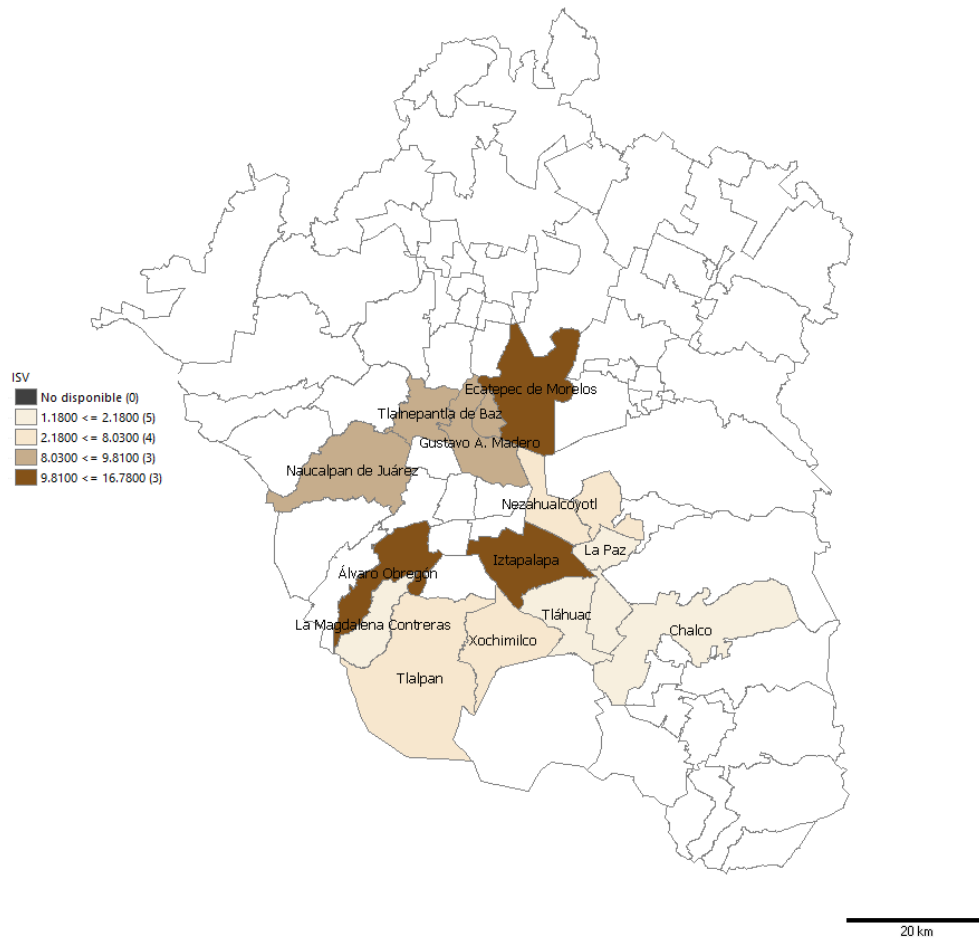 ISV
No disponible (0)
1.1800 <= 2.1800 (5)
2.1800 <= 8.0300 (4)
8.0300 <= 9.8100 (3)
9.8100 <= 16.7800 (3)
Ecatepec de Morelos
Tlalnepantla de Baz
Gustavo A. Madero
Naucalpan de Juárez
Nezahualcóyotl
La Paz
Iztapalapa
Álvaro Obregón
Tláhuac
La Magdalena Contreras
Chalco
Xochimilco
Tlalpan
20 km